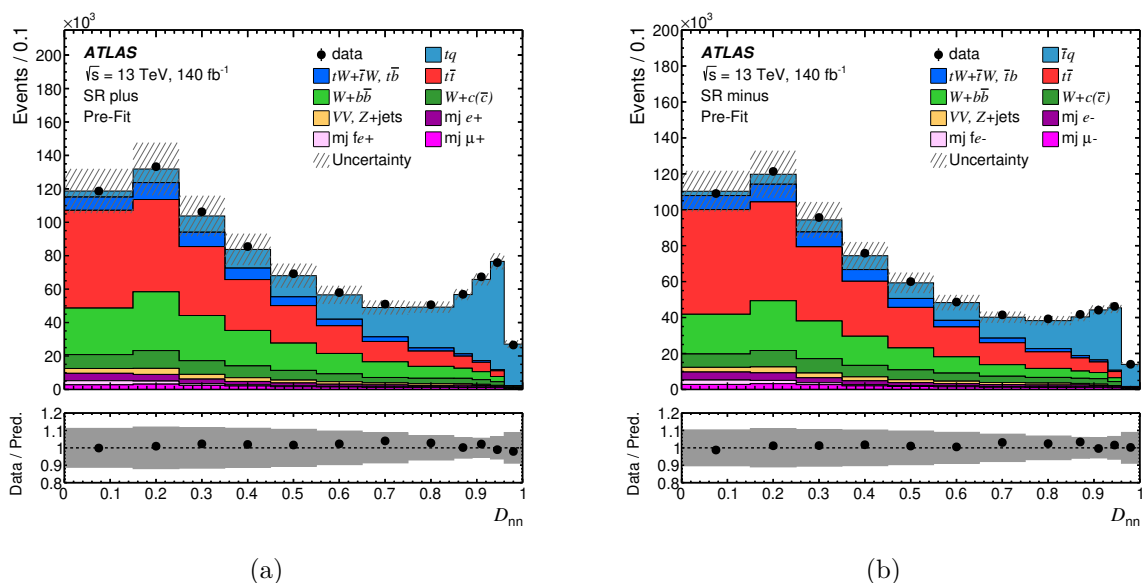 ×10³
Events / 0.1
200
180
160
140
120
100
80
60
40
20
0
ATLAS
√s = 13 TeV, 140 fb⁻¹
SR plus
Pre-Fit
data
tq
tW+t̄W, tb̄
tt̄
W+bb̄
W+c(c̄)
VV, Z+jets
mj e+
mj fe+
mj μ+
Uncertainty
Data / Pred.
1.2
1.1
1
0.9
0.8
0 0.1 0.2 0.3 0.4 0.5 0.6 0.7 0.8 0.9 1
Dnn
(a)
×10³
Events / 0.1
200
180
160
140
120
100
80
60
40
20
0
ATLAS
√s = 13 TeV, 140 fb⁻¹
SR minus
Pre-Fit
data
t̄q
tW+t̄W, t̄b
tt̄
W+bb̄
W+c(c̄)
VV, Z+jets
mj e-
mj fe-
mj μ-
Uncertainty
Data / Pred.
1.2
1.1
1
0.9
0.8
0 0.1 0.2 0.3 0.4 0.5 0.6 0.7 0.8 0.9 1
Dnn
(b)